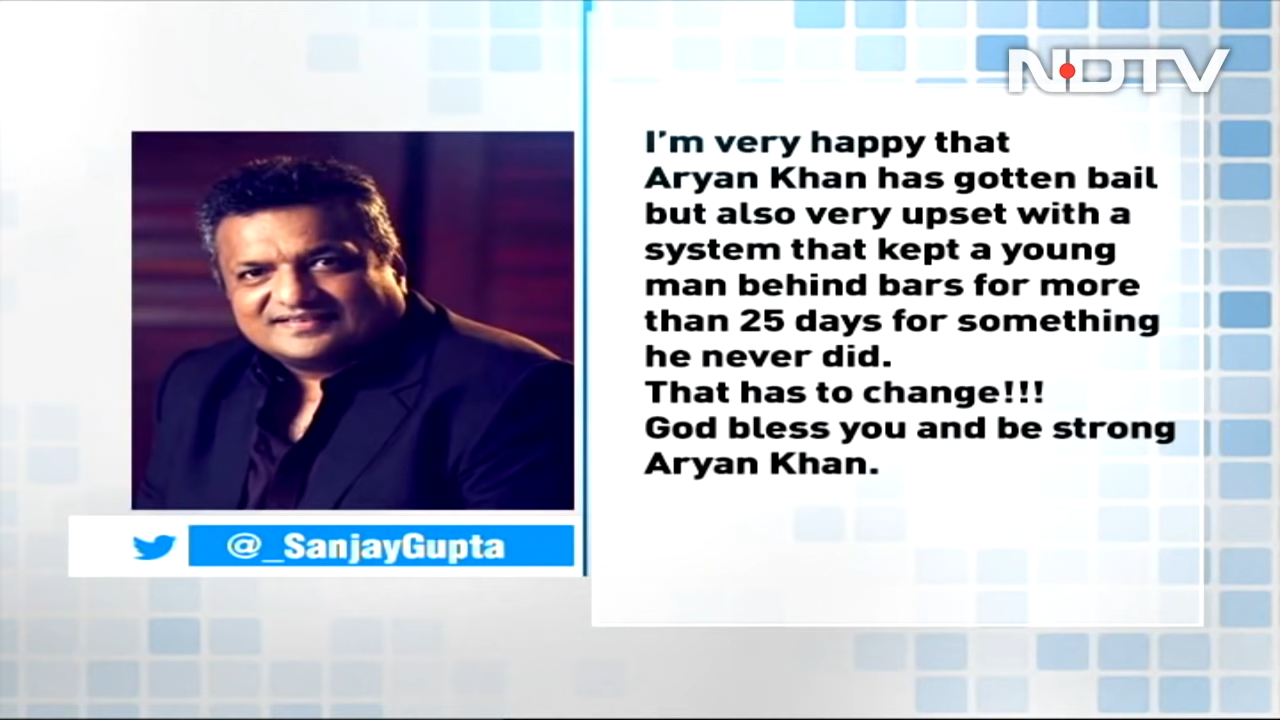 NDTV
I'm very happy that
Aryan Khan has gotten bail
but also very upset with a
system that kept a young
man behind bars for more
than 25 days for something
he never did.
That has to change!!!
God bless you and be strong
Aryan Khan.
@_SanjayGupta